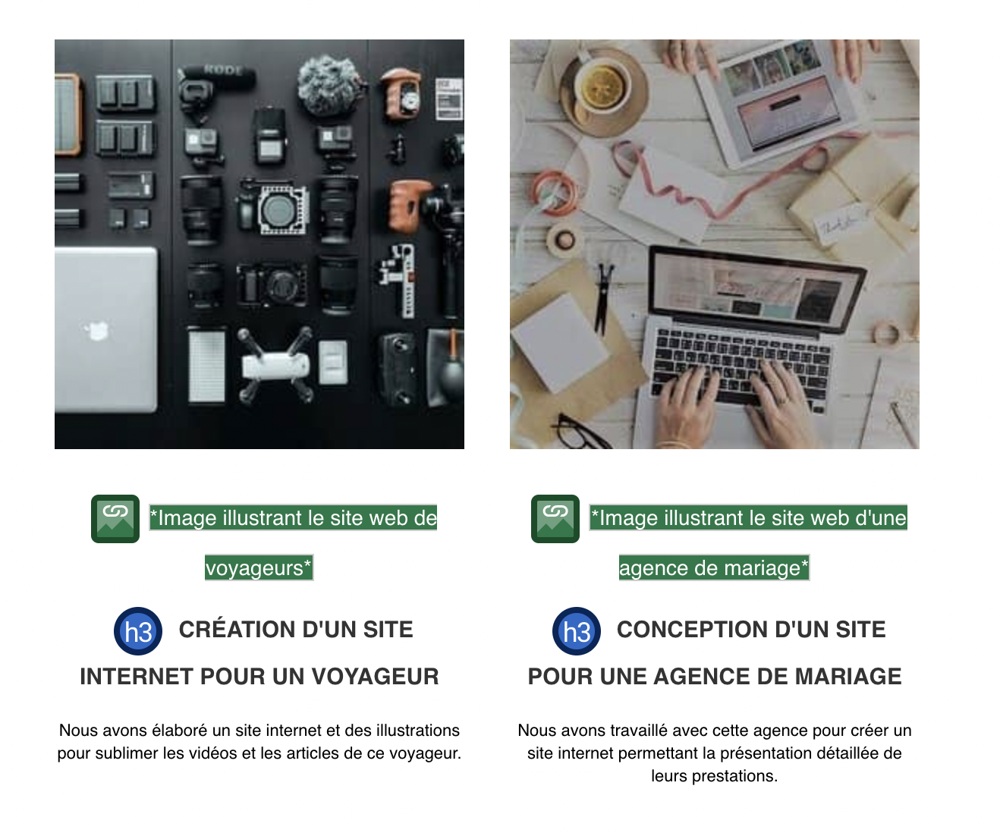 RODE
*Image illustrant le site web de
voyageurs*
h3 CRÉATION D'UN SITE
INTERNET POUR UN VOYAGEUR
Nous avons élaboré un site internet et des illustrations
pour sublimer les vidéos et les articles de ce voyageur.
*Image illustrant le site web d'une
agence de mariage*
h3 CONCEPTION D'UN SITE
POUR UNE AGENCE DE MARIAGE
Nous avons travaillé avec cette agence pour créer un
site internet permettant la présentation détaillée de
leurs prestations.